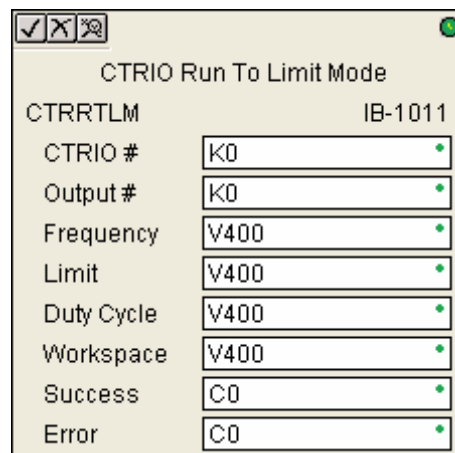 CTRIO Run To Limit Mode
CTRRTLM IB-1011
CTRIO # K0
Output # K0
Frequency V400
Limit V400
Duty Cycle V400
Workspace V400
Success C0
Error C0